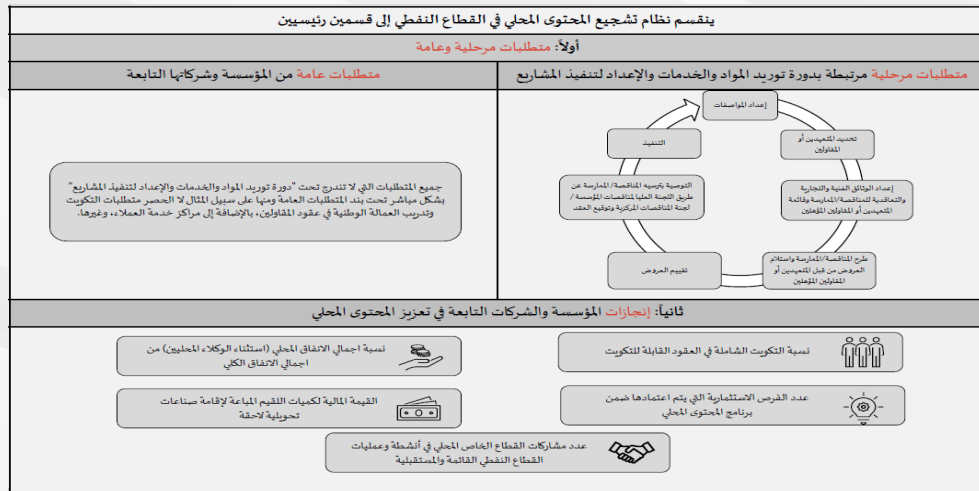 ينقسم نظام تشجيع المحتوى المحلي في القطاع النفطي إلى قسمين رئيسيين
أولاً: متطلبات مرحلية وعامة
متطلبات مرحلية مرتبطة بدورة توريد المواد والخدمات والإعداد لتنفيذ المشاريع
إعداد المواصفات
تحديد المتعهدين أو
المقاولين
إعداد الوثائق الفنية والتجارية
والتعاقدية للمناقصة/الممارسة وقائمة
المتعهدين أو المقاولين المؤهلين
طرح المناقصة/الممارسة واستلام
العروض من قبل المتعهدين أو
المقاولين المؤهلين
تقييم العروض
التوصية بترسيه المناقصة/ الممارسة عن
طريق اللجنة العليا لمناقصات المؤسسة /
لجنة المناقصات المركزية وتوقيع العقد
التنفيذ
متطلبات عامة من المؤسسة وشركاتها التابعة
جميع المتطلبات التي لا تندرج تحت "دورة توريد المواد والخدمات والإعداد لتنفيذ المشاريع"
بشكل مباشر تحت بند المتطلبات العامة ومنها على سبيل المثال لا الحصر متطلبات التكويت
وتدريب العمالة الوطنية في عقود المقاولين، بالإضافة إلى مراكز خدمة العملاء، وغيرها.
ثانياً: إنجازات المؤسسة والشركات التابعة في تعزيز المحتوى المحلي
نسبة التكويت الشاملة في العقود القابلة للتكويت
نسبة اجمالي الانفاق المحلي (استثناء الوكلاء المحليين) من
اجمالي الانفاق الكلي
عدد الفرص الاستثمارية التي يتم اعتمادها ضمن
برنامج المحتوى المحلي
القيمة المالية لكميات اللقيم المباعة لإقامة صناعات
تحويلية لاحقة
عدد مشاركات القطاع الخاص المحلي في أنشطة وعمليات
القطاع النفطي القائمة والمستقبلية